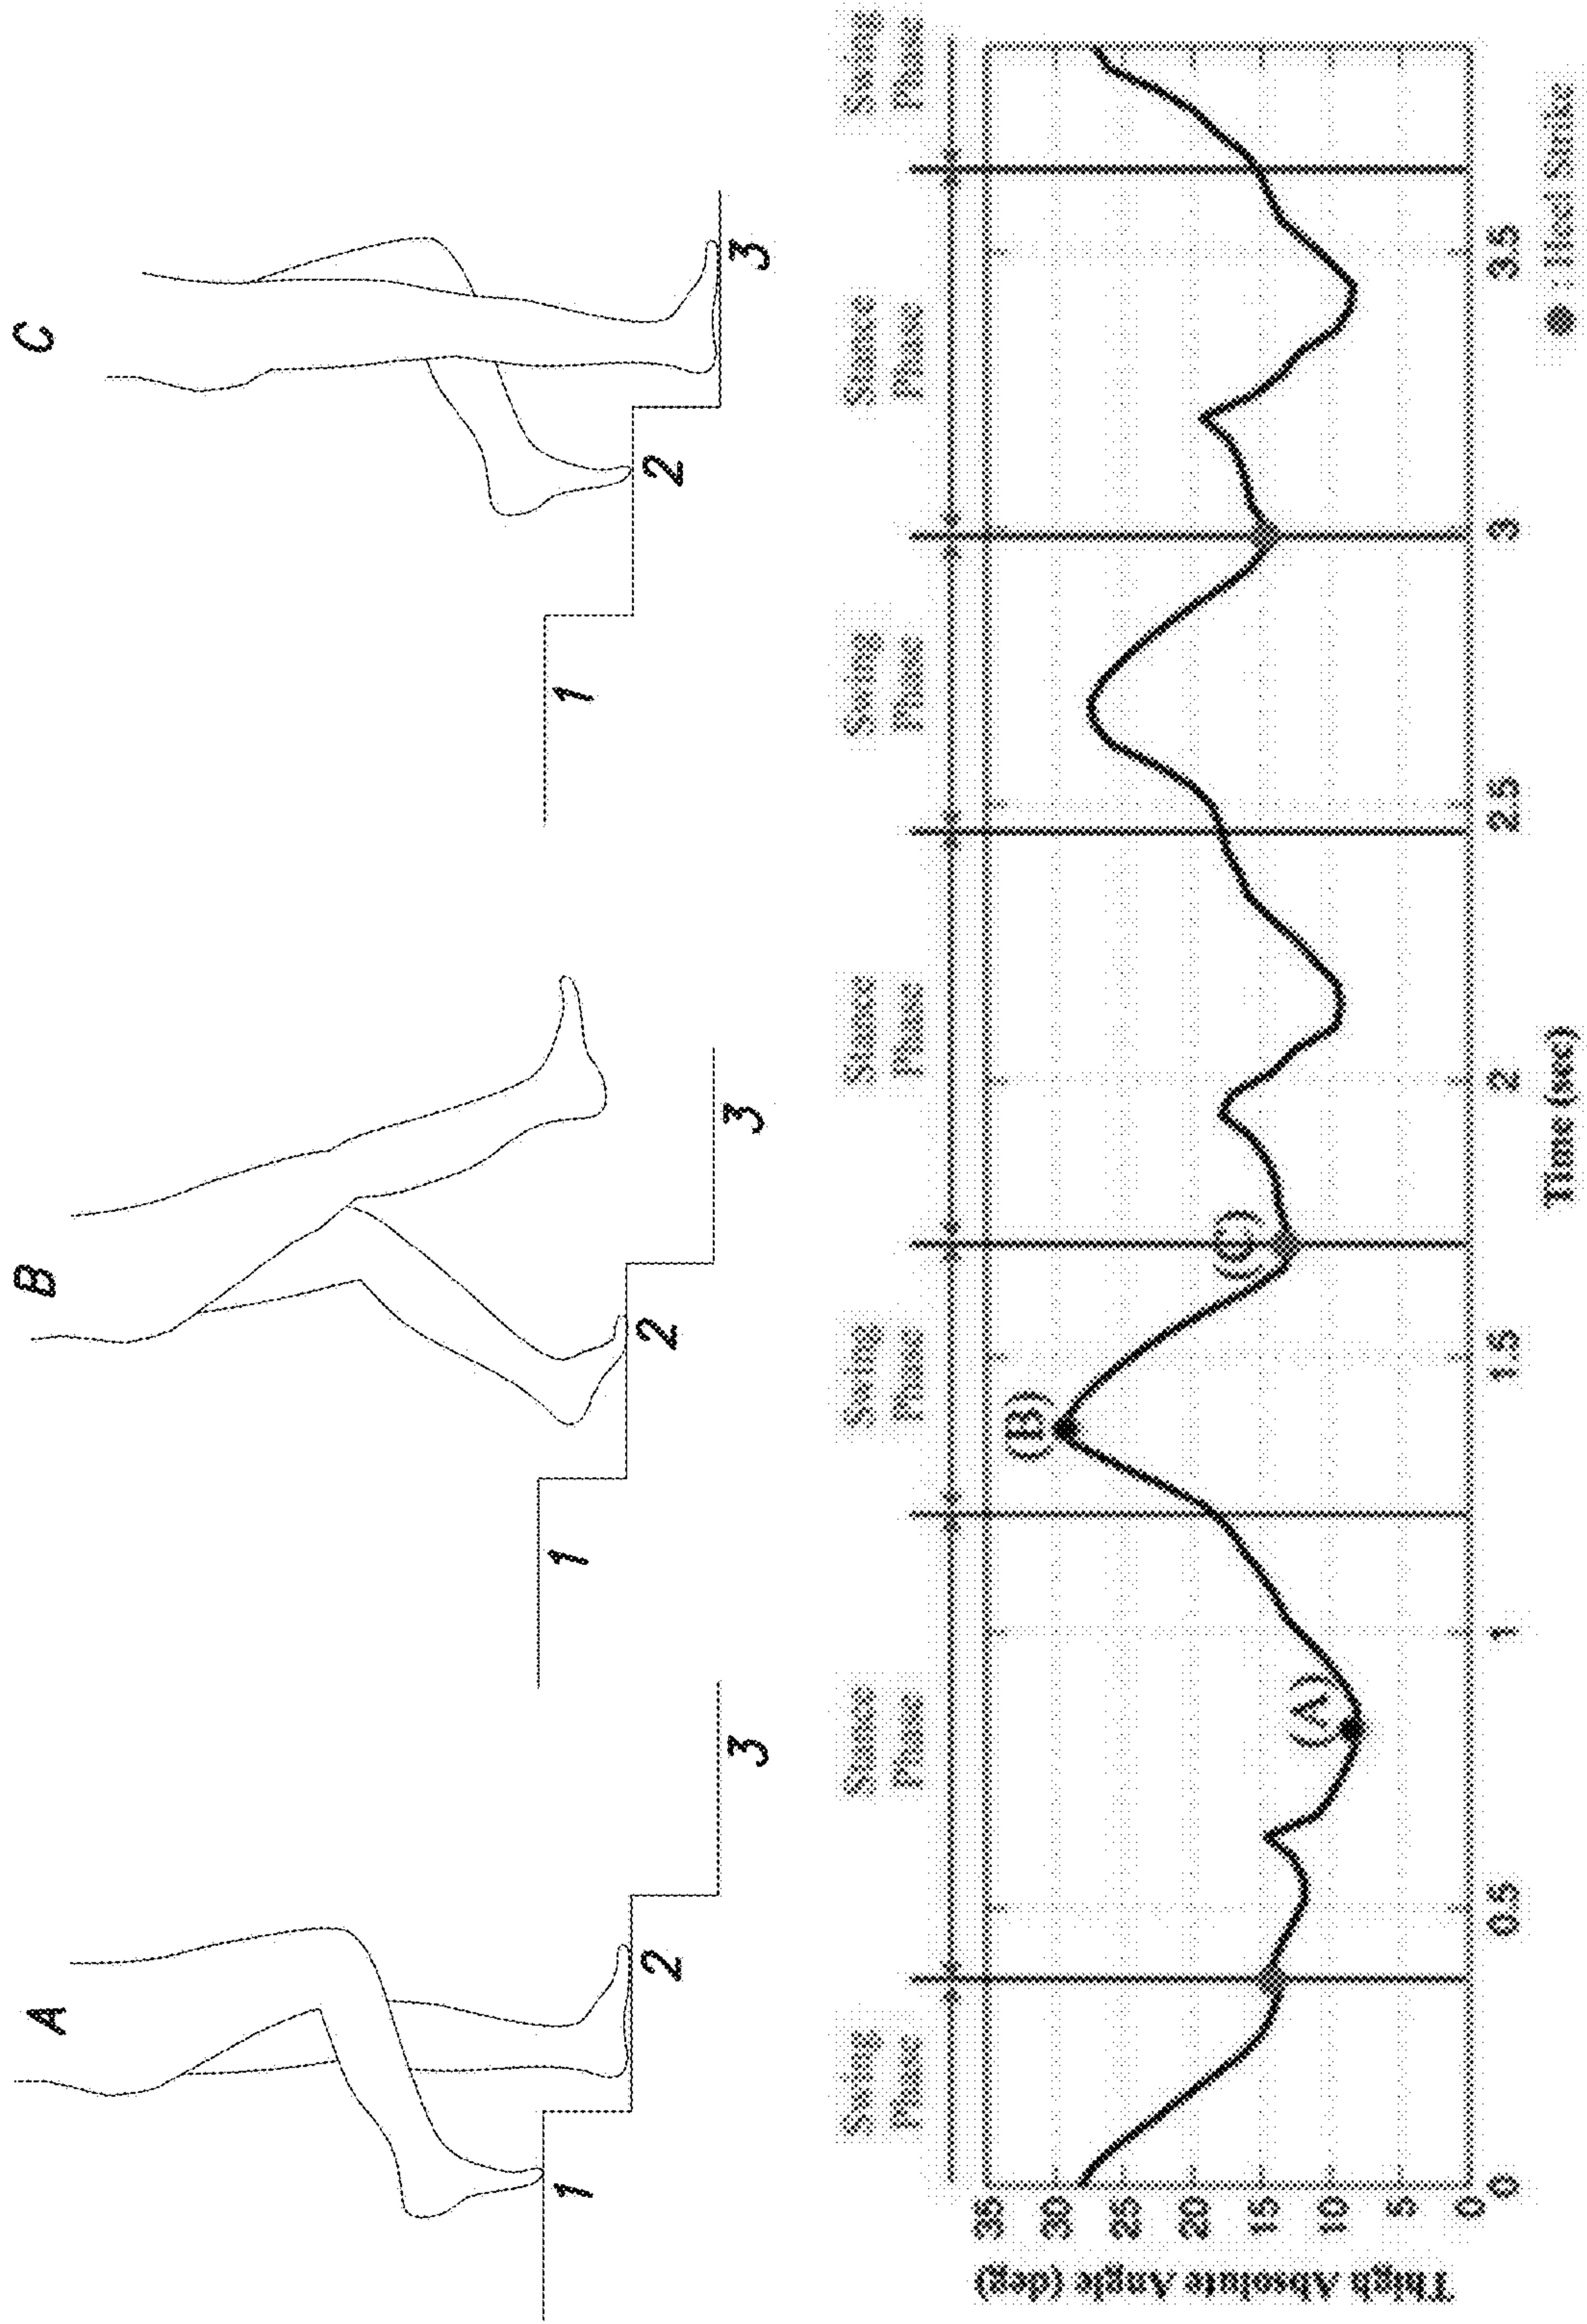 A
B
C
1
2
3
1
2
3
1
2
3
Swing
Phase
Stance
Phase
Swing
Phase
Stance
Phase
Swing
Phase
Stance
Phase
Swing
Phase
Thigh Absolute Angle (deg)
35
30
25
20
15
10
5
0
(A)
(B)
(C)
0
0.5
1
1.5
2
2.5
3
3.5
Time (sec)
: Heel Strike